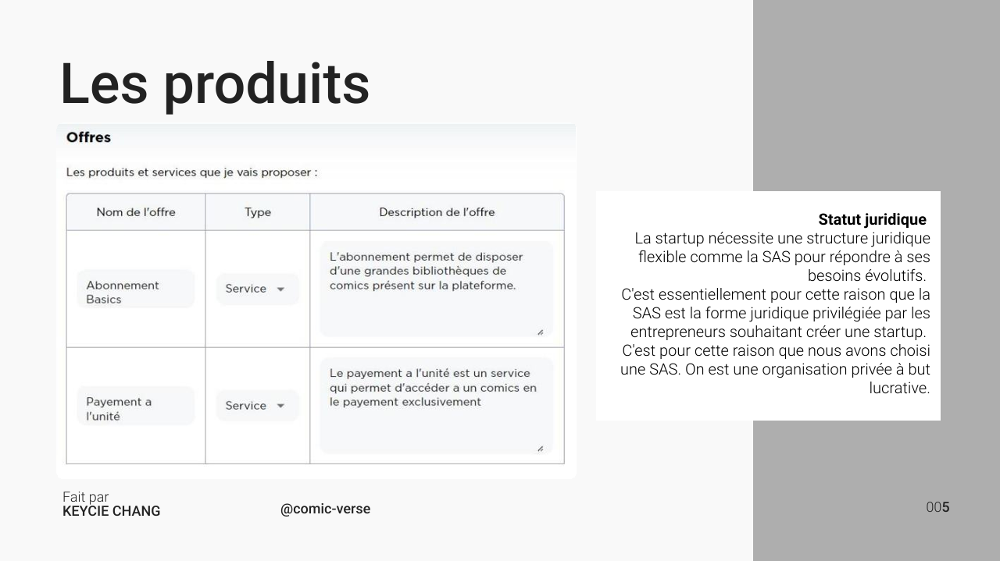 Les produits
Offres
Les produits et services que je vais proposer :
Nom de l'offre
Type
Description de l'offre
Abonnement
Basics
Service
L'abonnement permet de disposer
d'une grandes bibliothèques de
comics présent sur la plateforme.
Payement a
l'unité
Service
Le payement a l'unité est un service
qui permet d'accéder a un comics en
le payement exclusivement
Statut juridique
La startup nécessite une structure juridique
flexible comme la SAS pour répondre à ses
besoins évolutifs.
C'est essentiellement pour cette raison que la
SAS est la forme juridique privilégiée par les
entrepreneurs souhaitant créer une startup.
C'est pour cette raison que nous avons choisi
une SAS. On est une organisation privée à but
lucrative.
Fait par
KEYCIE CHANG
@comic-verse
005